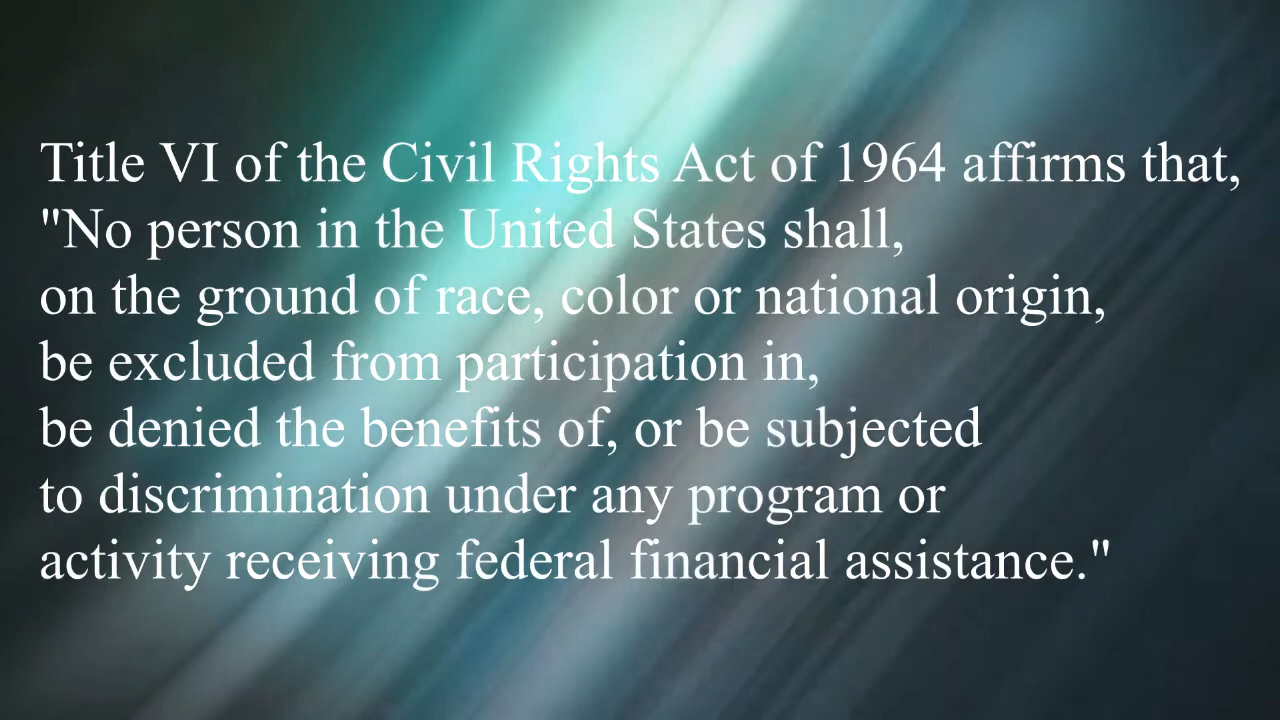 Title VI of the Civil Rights Act of 1964 affirms that,
"No person in the United States shall,
on the ground of race, color or national origin,
be excluded from participation in,
be denied the benefits of, or be subjected
to discrimination under any program or
activity receiving federal financial assistance."